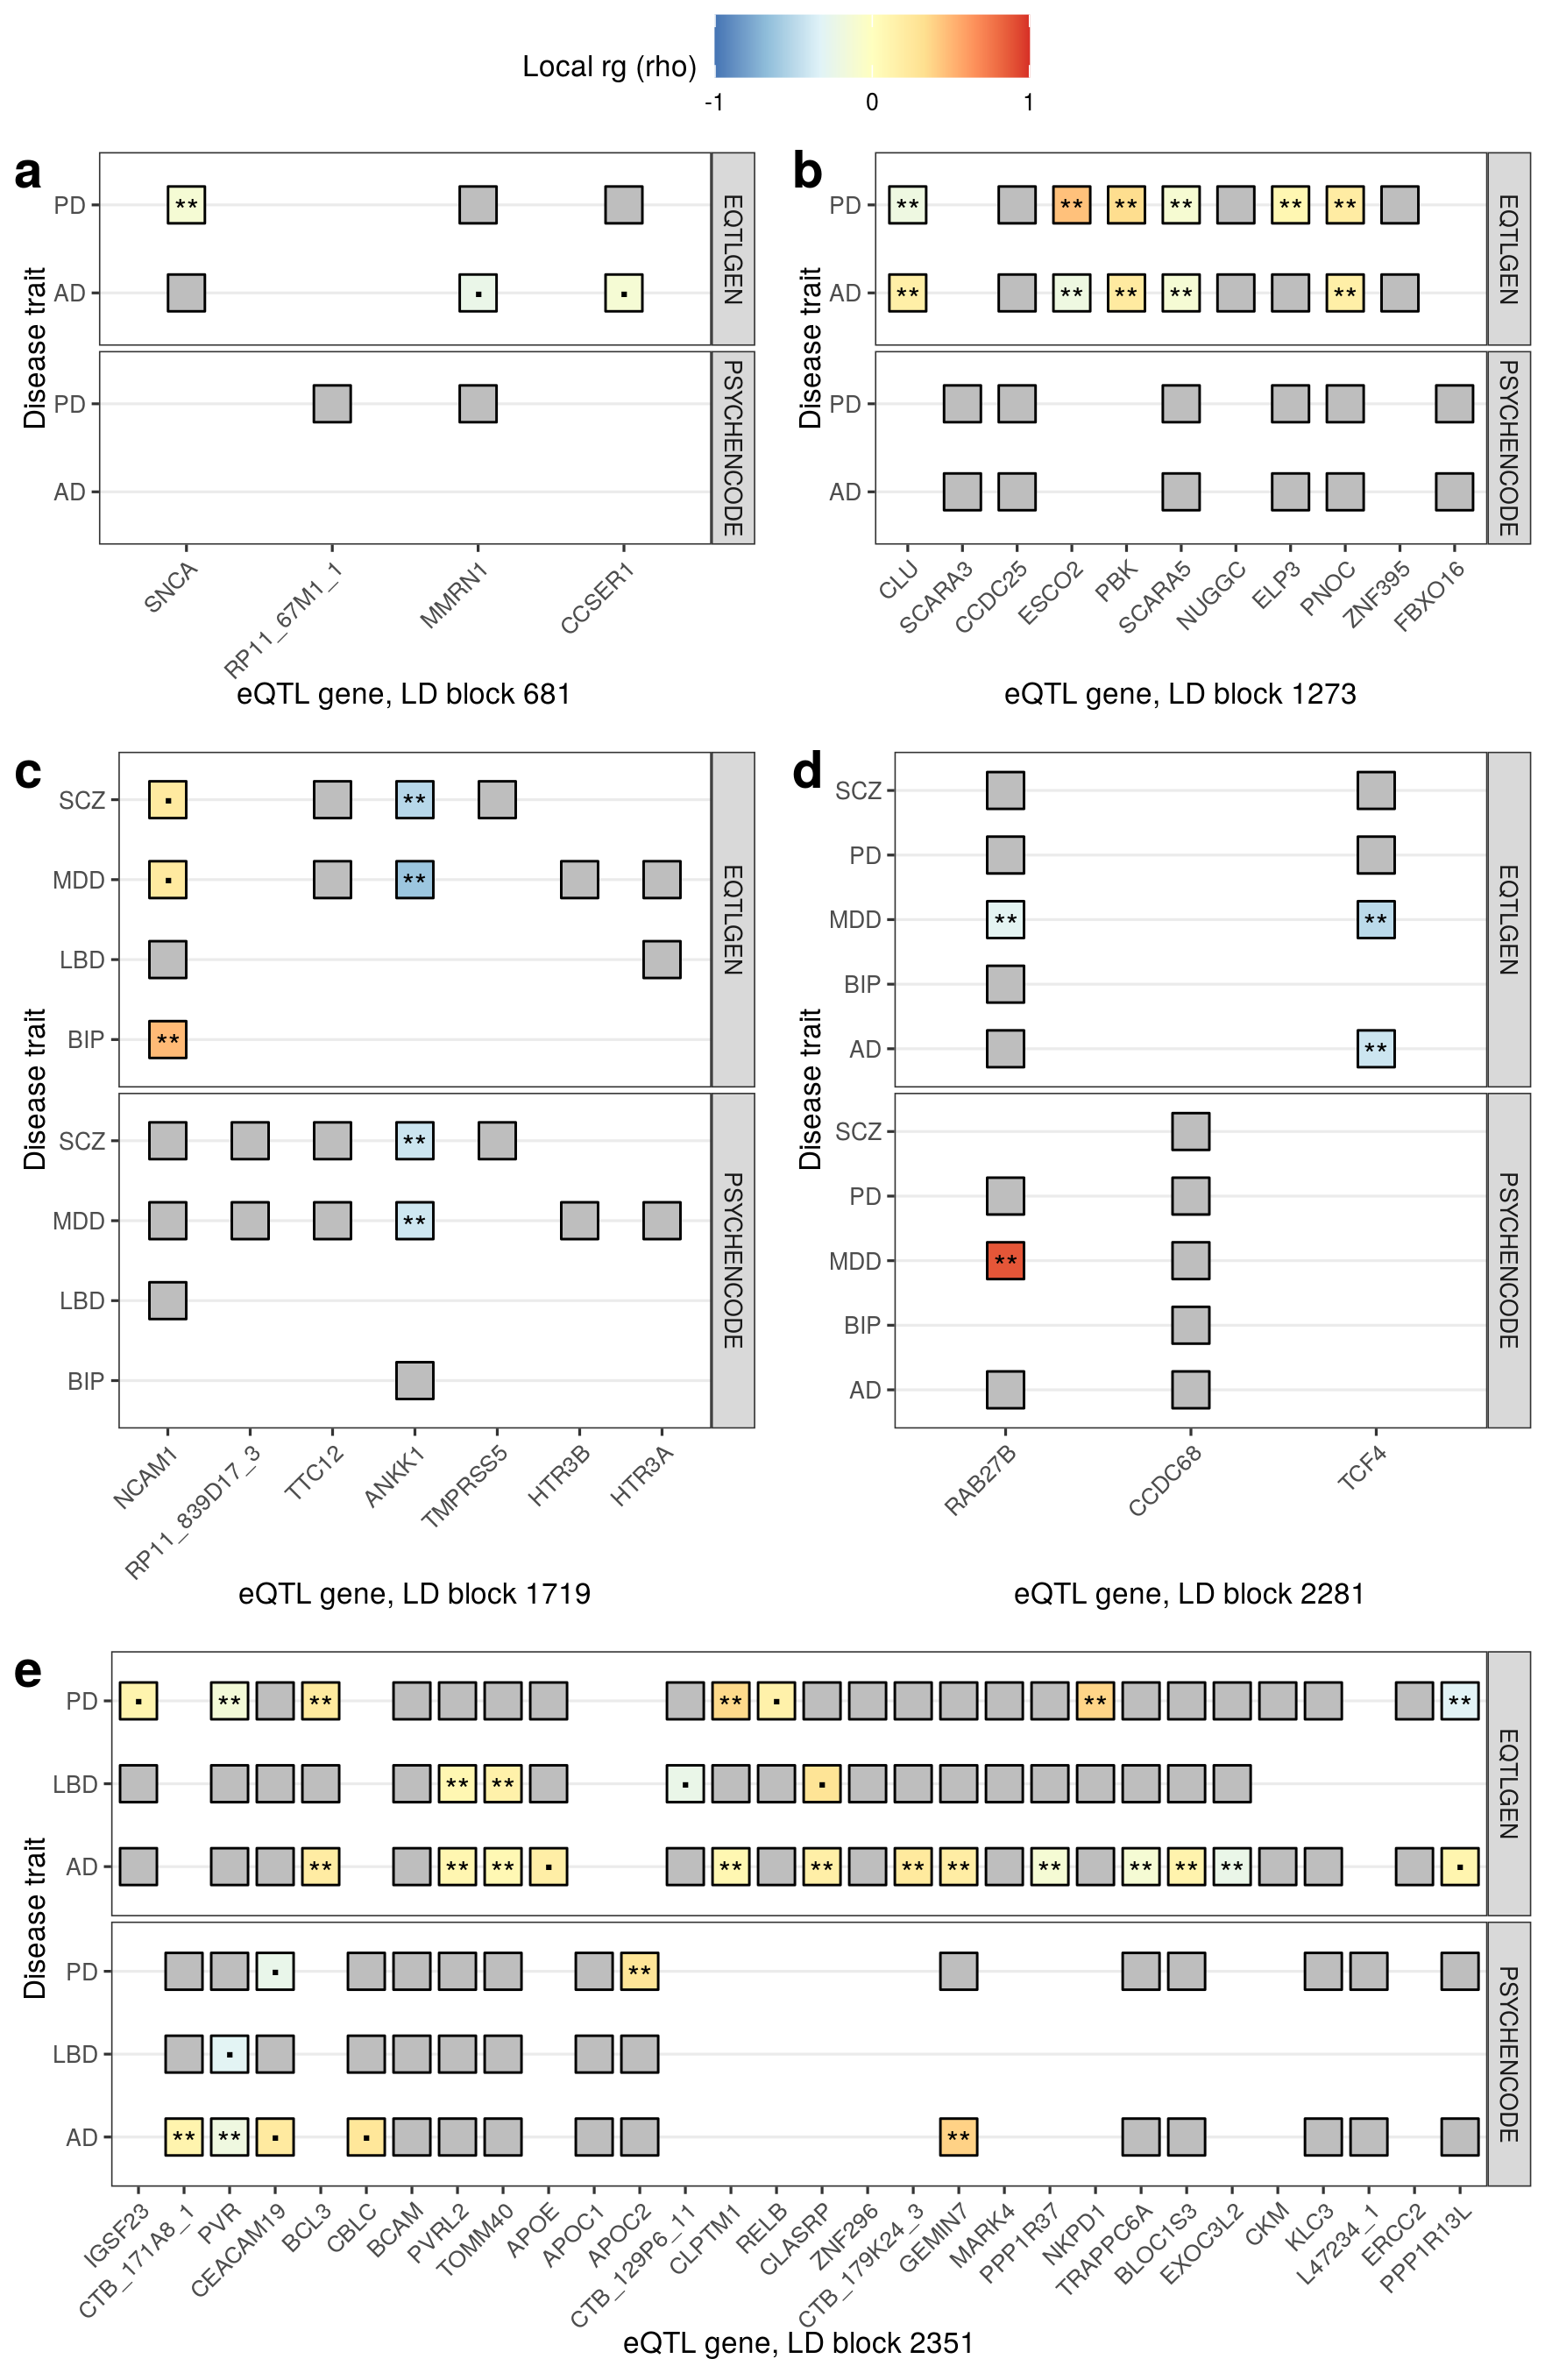 Local rg (rho)
-1 0 1
a
Disease trait
PD
** 
AD
. .
EQTLGEN
PD
AD
PSYCHENCODE
SNCA
RP11_67M1_1
MMRN1
CCSER1
eQTL gene, LD block 681
b
Disease trait
PD
** ** ** ** ** **
AD
** ** ** ** **
EQTLGEN
PD
AD
PSYCHENCODE
CLU
SCARA3
CCDC25
ESCO2
PBK
SCARA5
NUGGC
ELP3
PNOC
ZNF395
FBXO16
eQTL gene, LD block 1273
c
Disease trait
SCZ
. **
MDD
. **
LBD
BIP
**
EQTLGEN
SCZ
**
MDD
**
LBD
BIP
PSYCHENCODE
NCAM1
RP11_839D17_3
TTC12
ANKK1
TMPRSS5
HTR3B
HTR3A
eQTL gene, LD block 1719
d
Disease trait
SCZ
PD
MDD
** **
BIP
AD
**
EQTLGEN
SCZ
PD
MDD
**
BIP
AD
PSYCHENCODE
RAB27B
CCDC68
TCF4
eQTL gene, LD block 2281
e
Disease trait
PD
. ** ** ** . ** **
LBD
** ** . .
AD
** ** ** . ** ** ** ** ** ** ** ** .
EQTLGEN
PD
. **
LBD
.
AD
** ** . . **
PSYCHENCODE
IGSF23
CTB_171A8_1
PVR
CEACAM19
BCL3
CBLC
BCAM
PVRL2
TOMM40
APOE
APOC1
APOC2
CTB_129P6_11
CLPTM1
RELB
CLASRP
ZNF296
CTB_179K24_3
GEMIN7
MARK4
PPP1R37
NKPD1
TRAPPC6A
BLOC1S3
EXOC3L2
CKM
KLC3
L47234_1
ERCC2
PPP1R13L
eQTL gene, LD block 2351